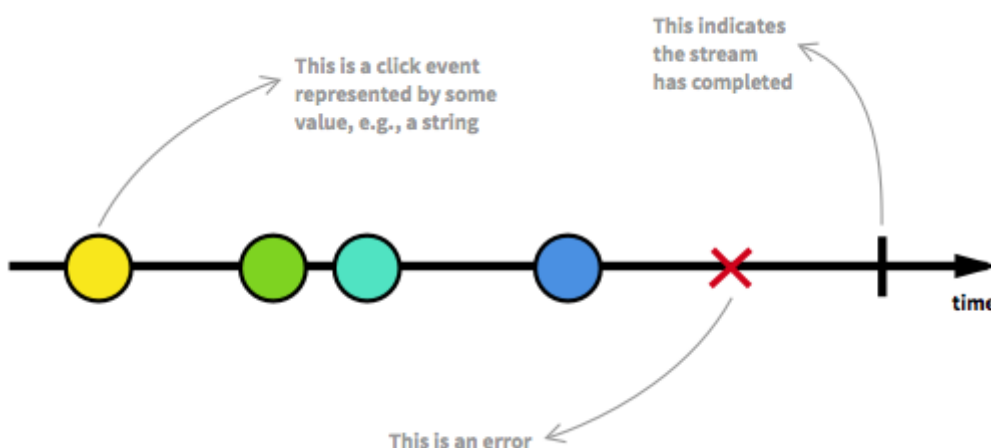 This indicates
the stream
has completed
This is a click event
represented by some
value, e.g., a string
time
This is an error